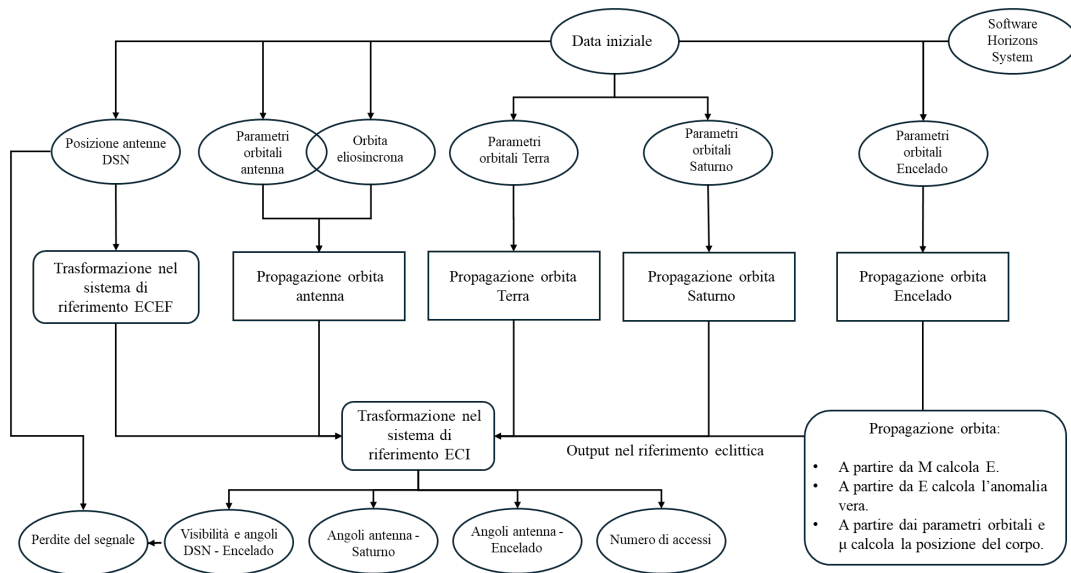 Data iniziale
Software
Horizons
System
Posizione antenne
DSN
Parametri
orbitali
antenna
Orbita
eliosincrona
Parametri
orbitali Terra
Parametri
orbitali
Saturno
Parametri
orbitali
Encelado
Trasformazione nel
sistema di
riferimento ECEF
Propagazione orbita
antenna
Propagazione orbita
Terra
Propagazione orbita
Saturno
Propagazione orbita
Encelado
Trasformazione nel
sistema di
riferimento ECI
Output nel riferimento eclittica
Propagazione orbita:
• A partire da M calcola E.
• A partire da E calcola l’anomalia
vera.
• A partire dai parametri orbitali e
μ calcola la posizione del corpo.
Perdite del segnale
Visibilità e angoli
DSN - Encelado
Angoli antenna -
Saturno
Angoli antenna -
Encelado
Numero di accessi